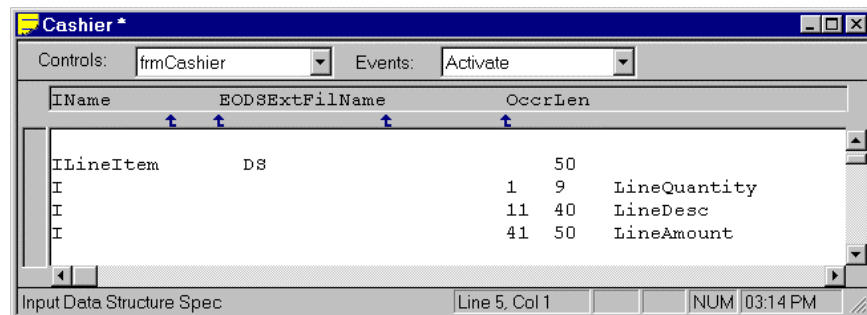 Cashier *
Controls: frmCashier Events: Activate
IName EODSExtFilName OccrLen
ILineItem DS 50
I 1 9 LineQuantity
I 11 40 LineDesc
I 41 50 LineAmount
Input Data Structure Spec Line 5, Col 1 NUM 03:14 PM